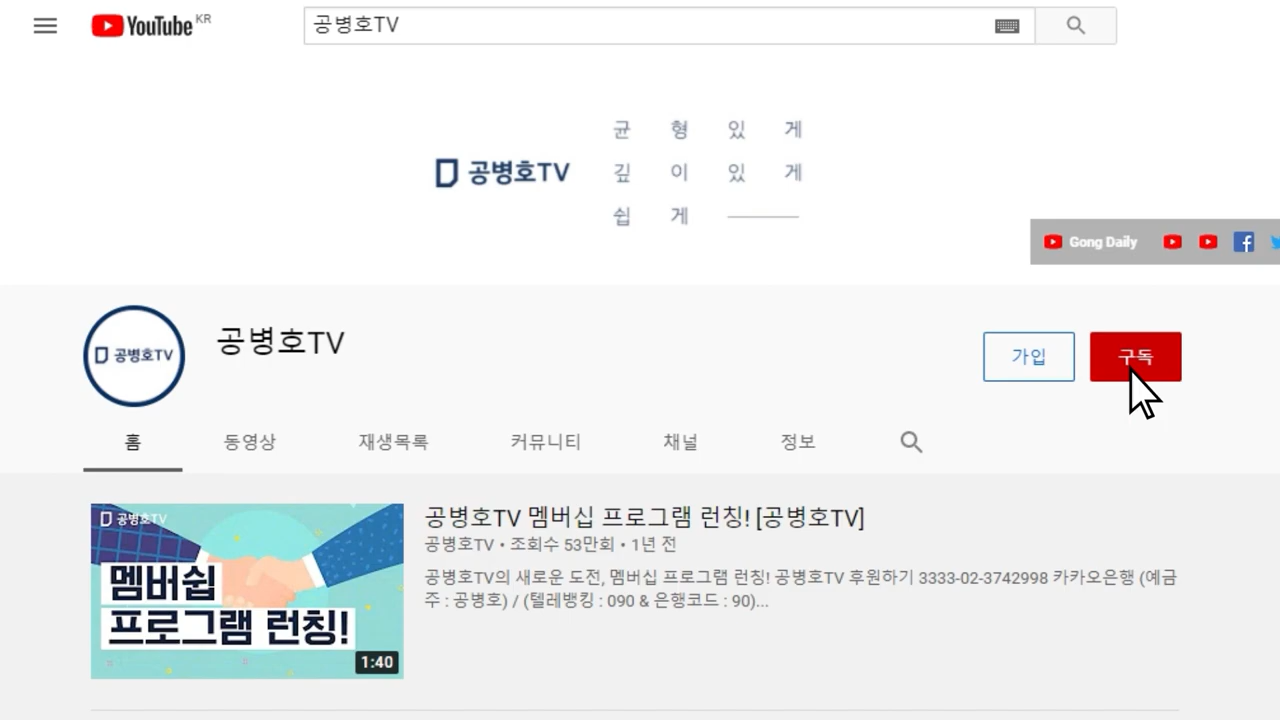 YouTube KR
공병호TV
공병호TV
균형있게
깊이있게
쉽게
Gong Daily
공병호TV
공병호TV
가입
구독
홈 동영상 재생목록 커뮤니티 채널 정보
공병호TV
멤버쉽
프로그램 런칭!
1:40
공병호TV 멤버십 프로그램 런칭! [공병호TV]
공병호TV • 조회수 53만회 • 1년 전
공병호TV의 새로운 도전, 멤버십 프로그램 런칭! 공병호TV 후원하기 3333-02-3742998 카카오은행 (예금
주 : 공병호) / (텔레뱅킹 : 090 & 은행코드 : 90)...